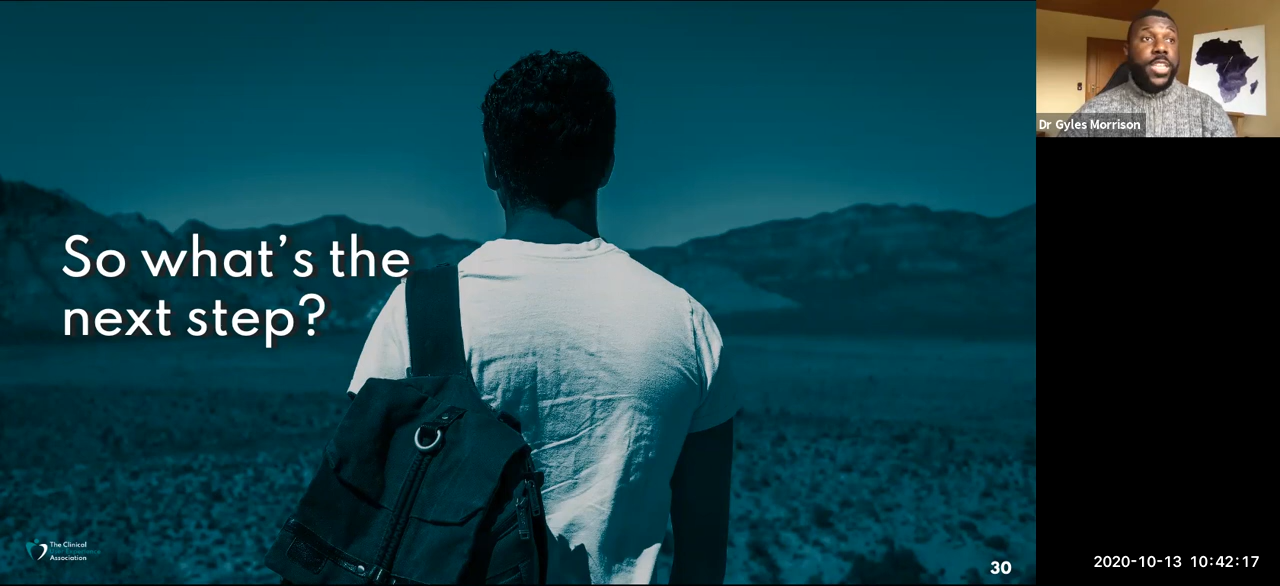 So what's the
next step?
The Clinical
Association
30
Dr Gyles Morrison
2020-10-13 10:42:17